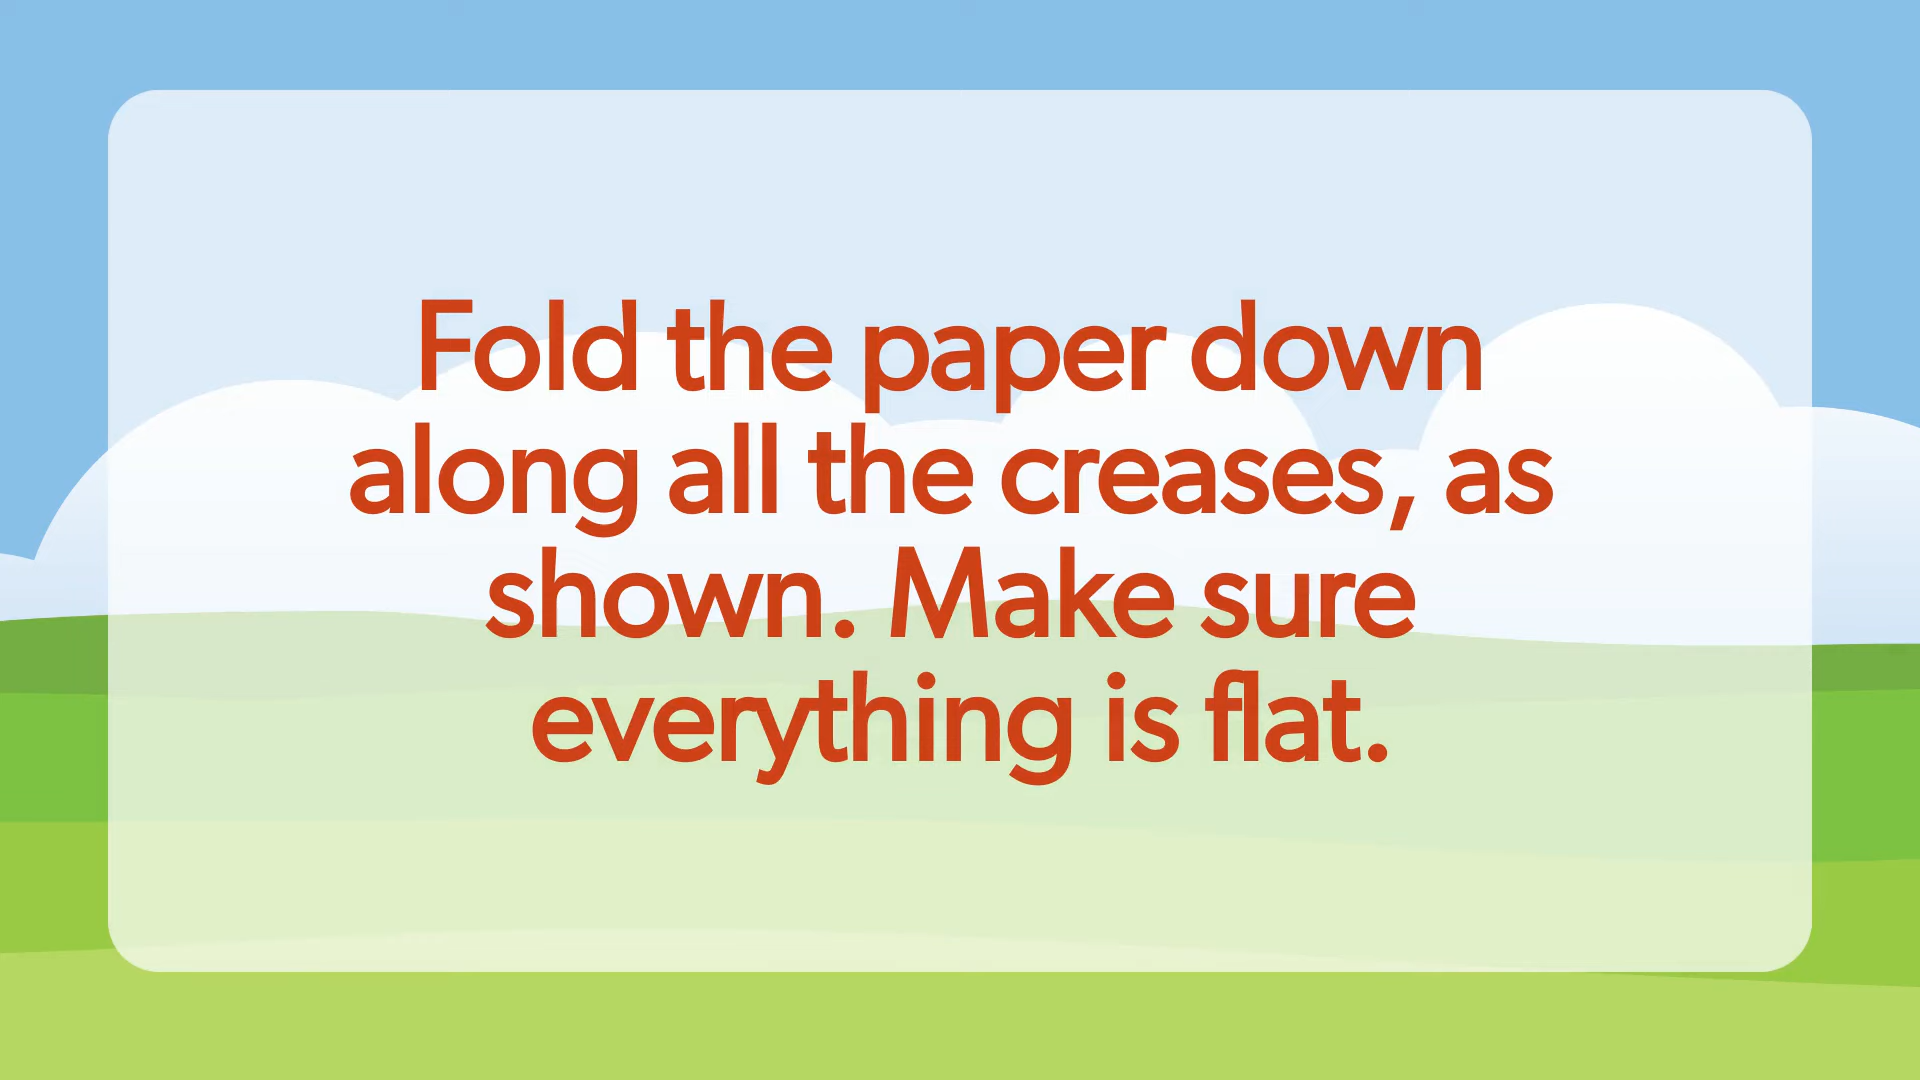 Fold the paper down
along all the creases, as
shown. Make sure
everything is flat.